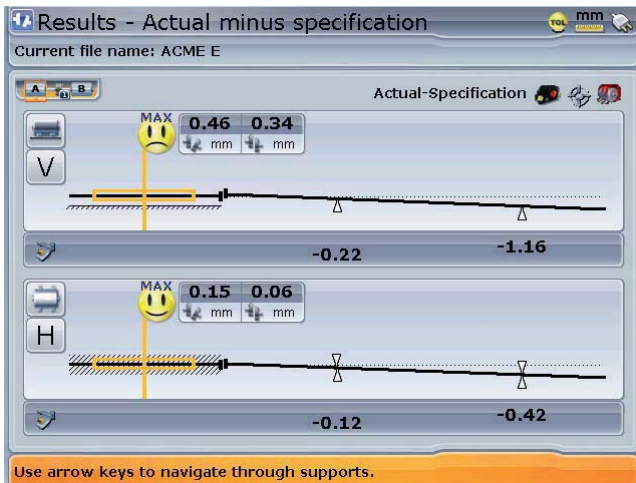 Results - Actual minus specification
TOL mm
Current file name: ACME E
A B Actual-Specification
MAX 0.46 0.34
mm mm
V
-0.22 -1.16
MAX 0.15 0.06
mm mm
H
-0.12 -0.42
Use arrow keys to navigate through supports.